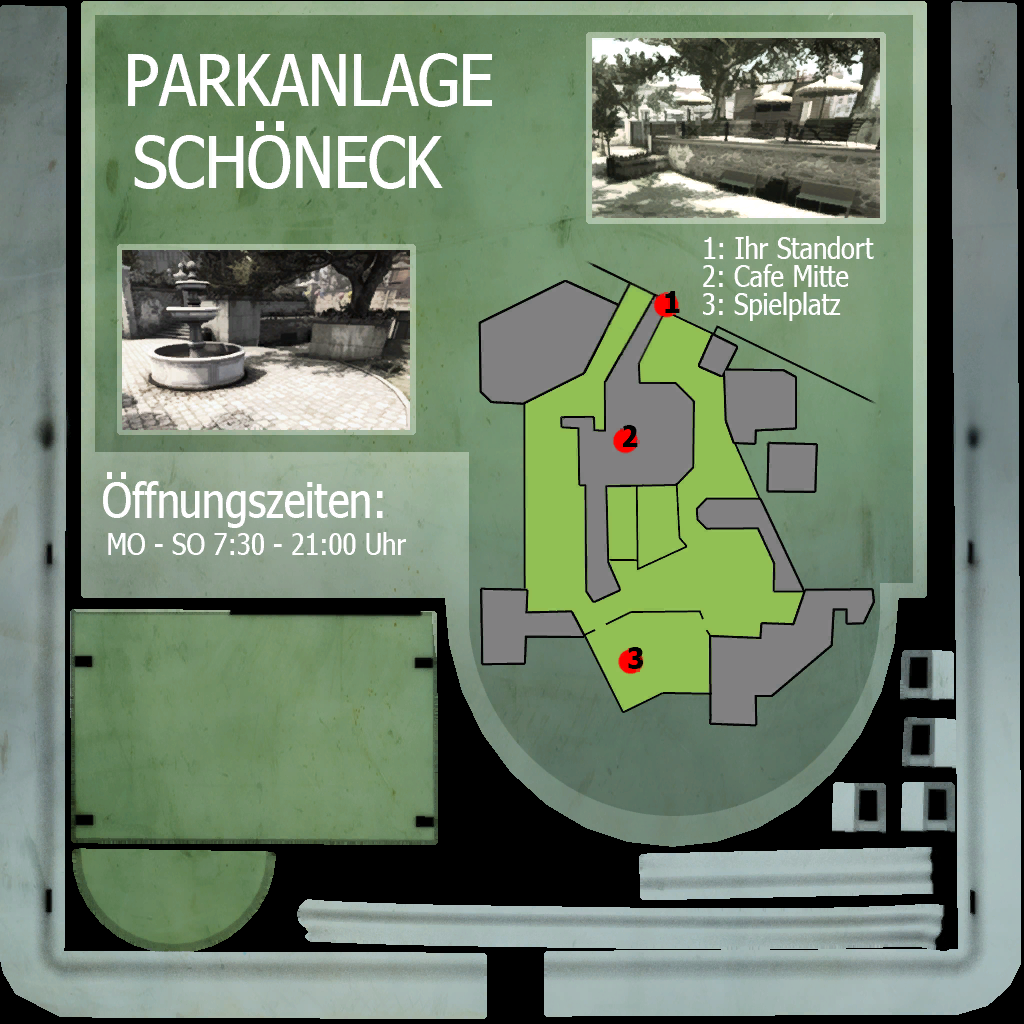 PARKANLAGE
SCHÖNECK
1: Ihr Standort
2: Cafe Mitte
3: Spielplatz
1
2
Öffnungszeiten:
MO - SO 7:30 - 21:00 Uhr
3